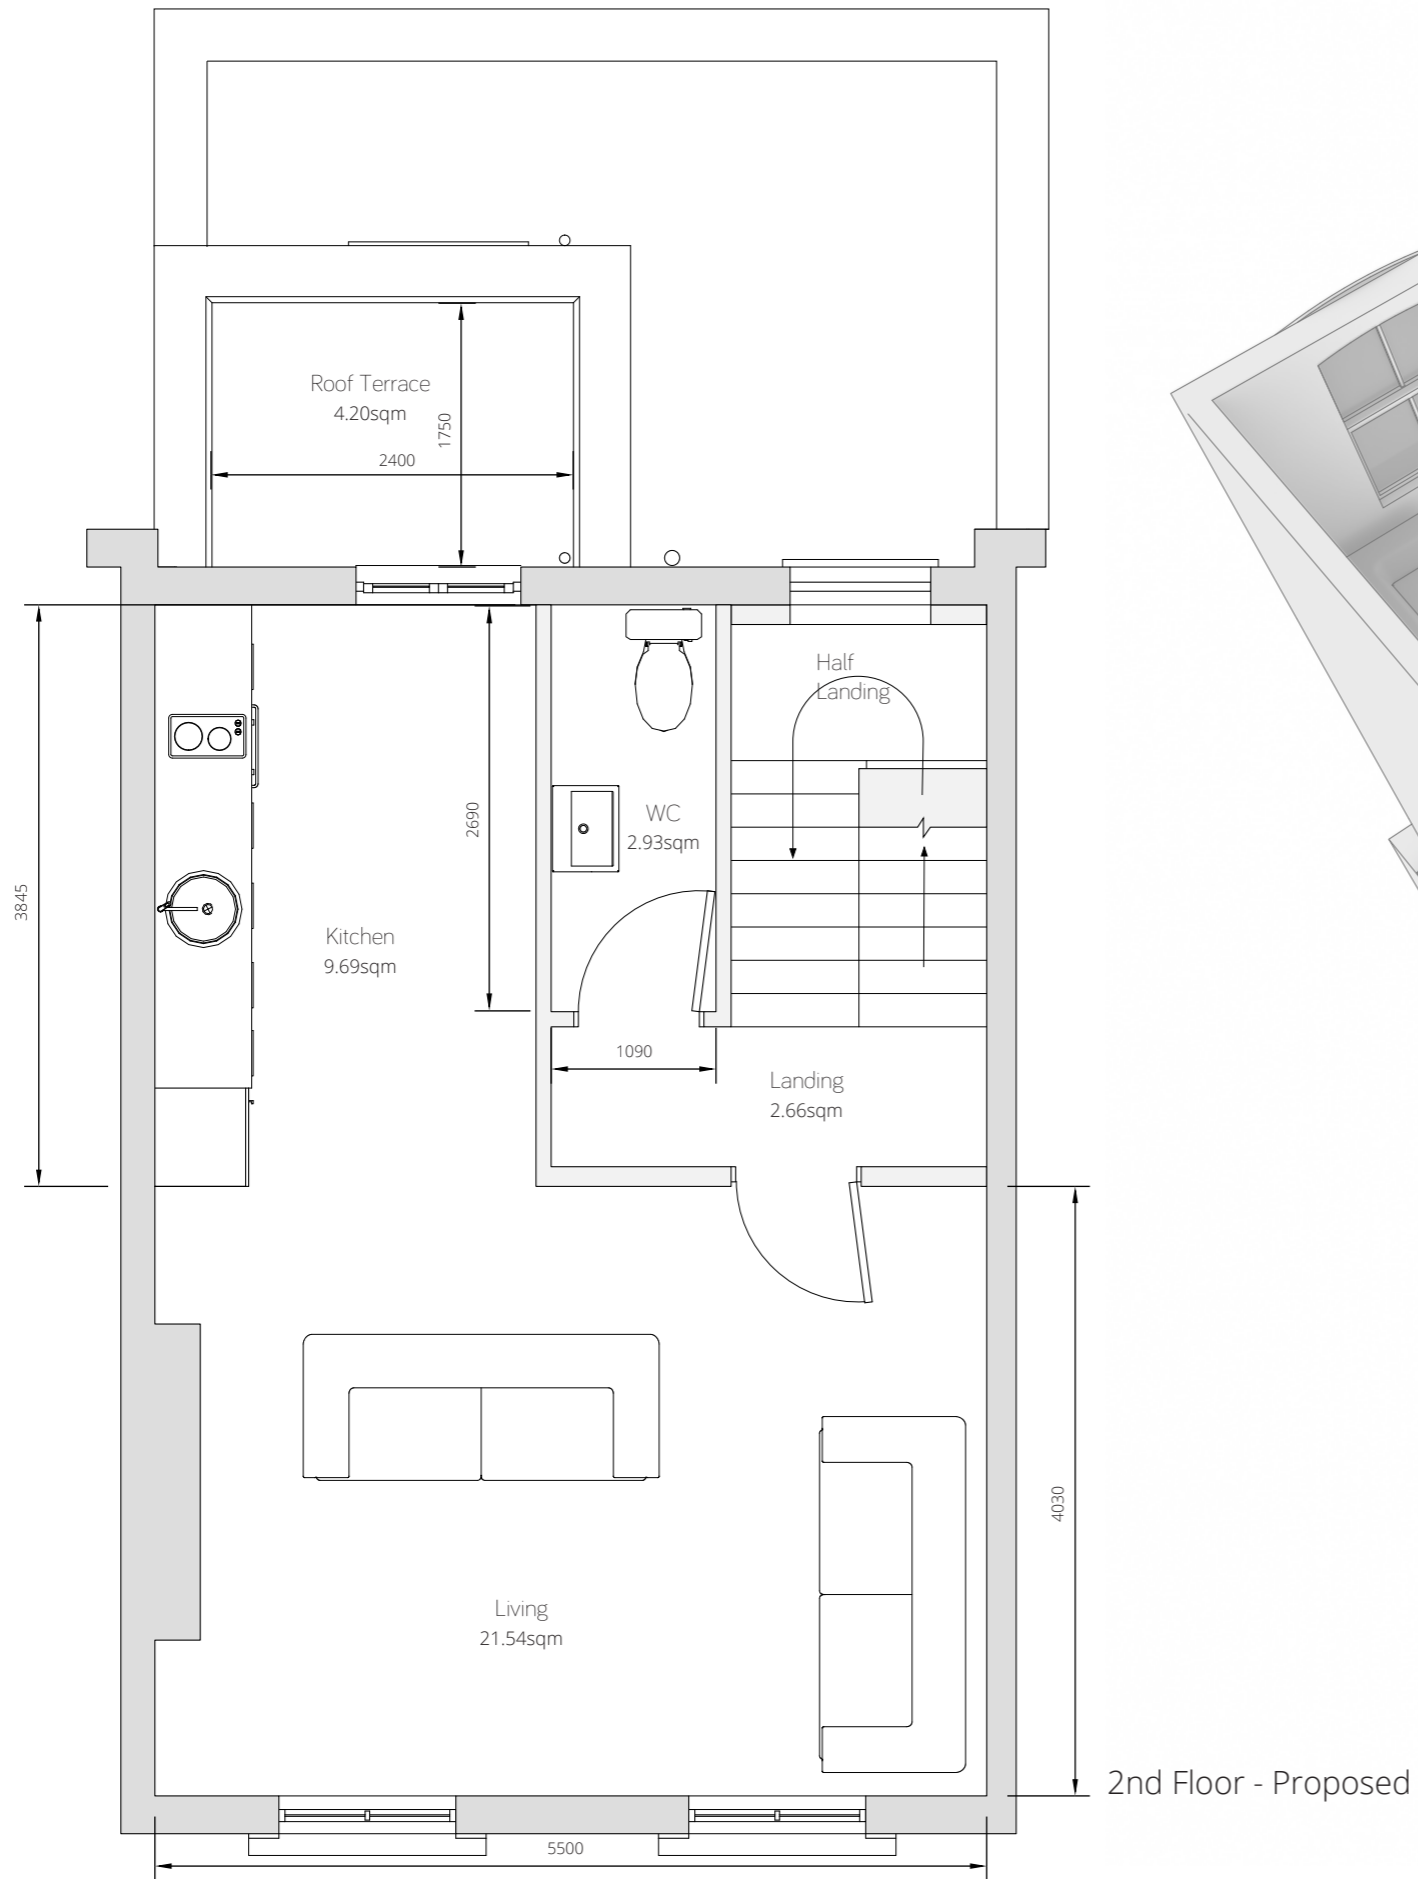 Roof Terrace
4.20sqm
1750
2400
Half
Landing
2690
WC
2.93sqm
3845
Kitchen
9.69sqm
1090
Landing
2.66sqm
4030
Living
21.54sqm
2nd Floor - Proposed
5500